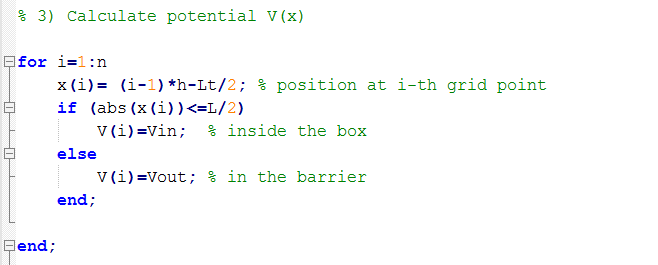 % 3) Calculate potential V(x)
for i=1:n
x(i)= (i-1)*h-Lt/2; % position at i-th grid point
if (abs(x(i))<=L/2)
V(i)=Vin; % inside the box
else
V(i)=Vout; % in the barrier
end;
end;